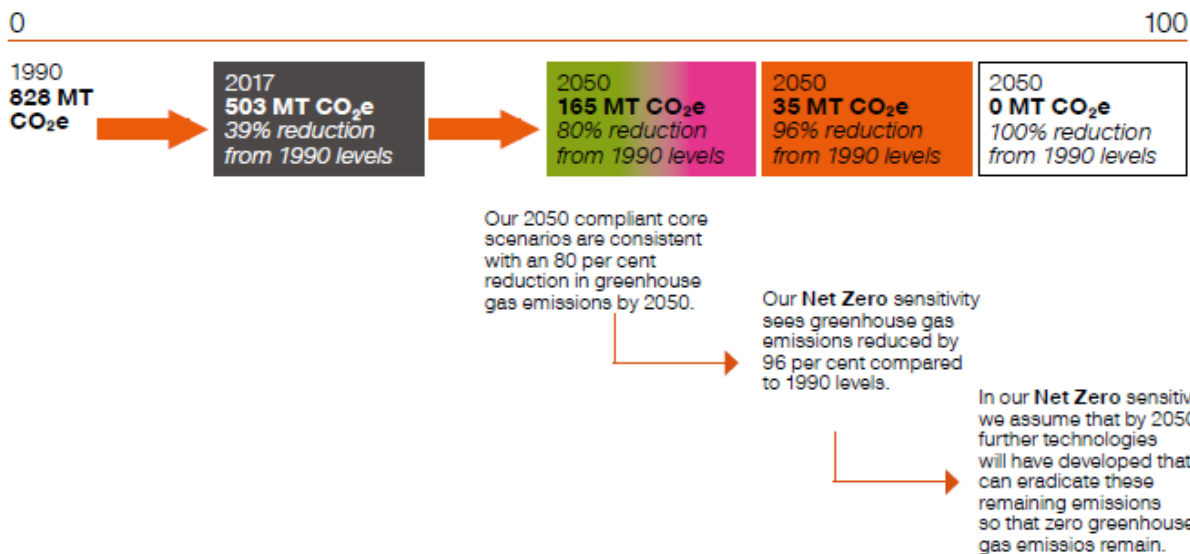 0
100
1990
828 MT
CO₂e
2017
503 MT CO₂e
39% reduction
from 1990 levels
2050
165 MT CO₂e
80% reduction
from 1990 levels
2050
35 MT CO₂e
96% reduction
from 1990 levels
2050
0 MT CO₂e
100% reduction
from 1990 levels
Our 2050 compliant core
scenarios are consistent
with an 80 per cent
reduction in greenhouse
gas emissions by 2050.
Our Net Zero sensitivity
sees greenhouse gas
emissions reduced by
96 per cent compared
to 1990 levels.
In our Net Zero sensitiv
we assume that by 2050
further technologies
will have developed that
can eradicate these
remaining emissions
so that zero greenhouse
gas emissios remain.